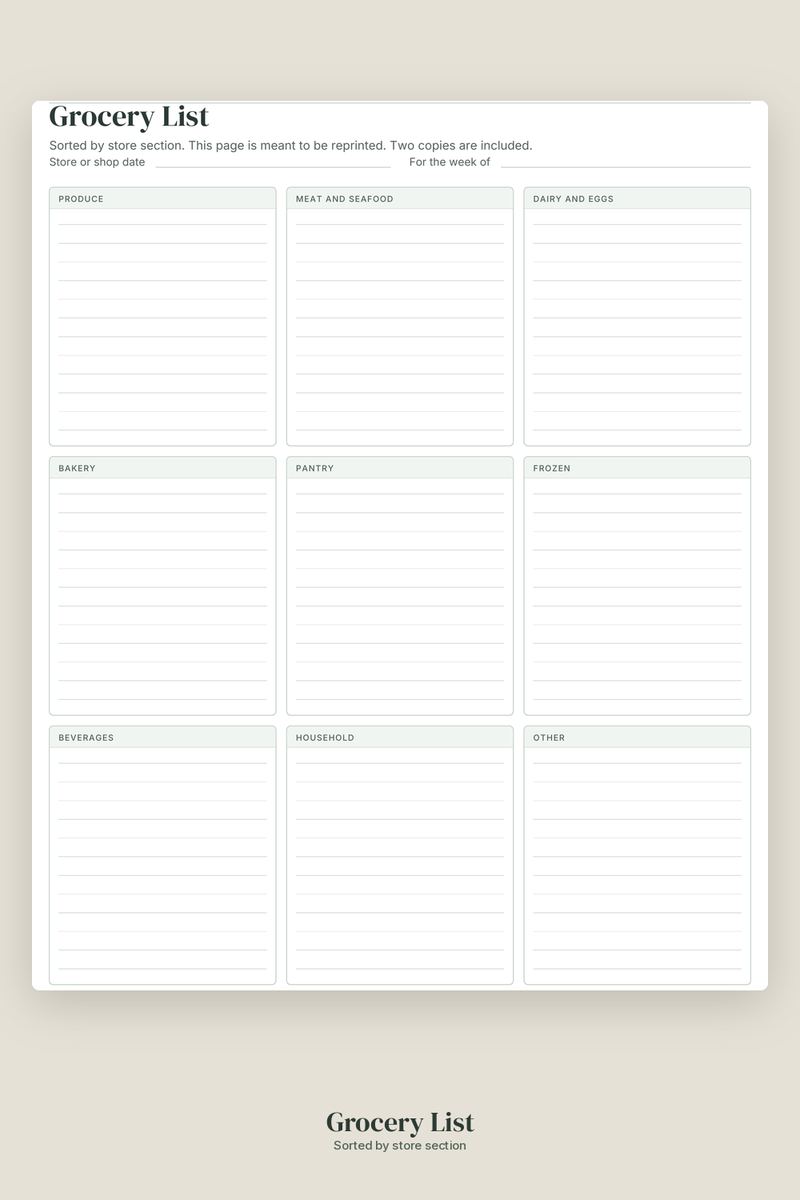 Grocery List
Sorted by store section. This page is meant to be reprinted. Two copies are included.
Store or shop date For the week of
PRODUCE MEAT AND SEAFOOD DAIRY AND EGGS
BAKERY PANTRY FROZEN
BEVERAGES HOUSEHOLD OTHER
Grocery List
Sorted by store section